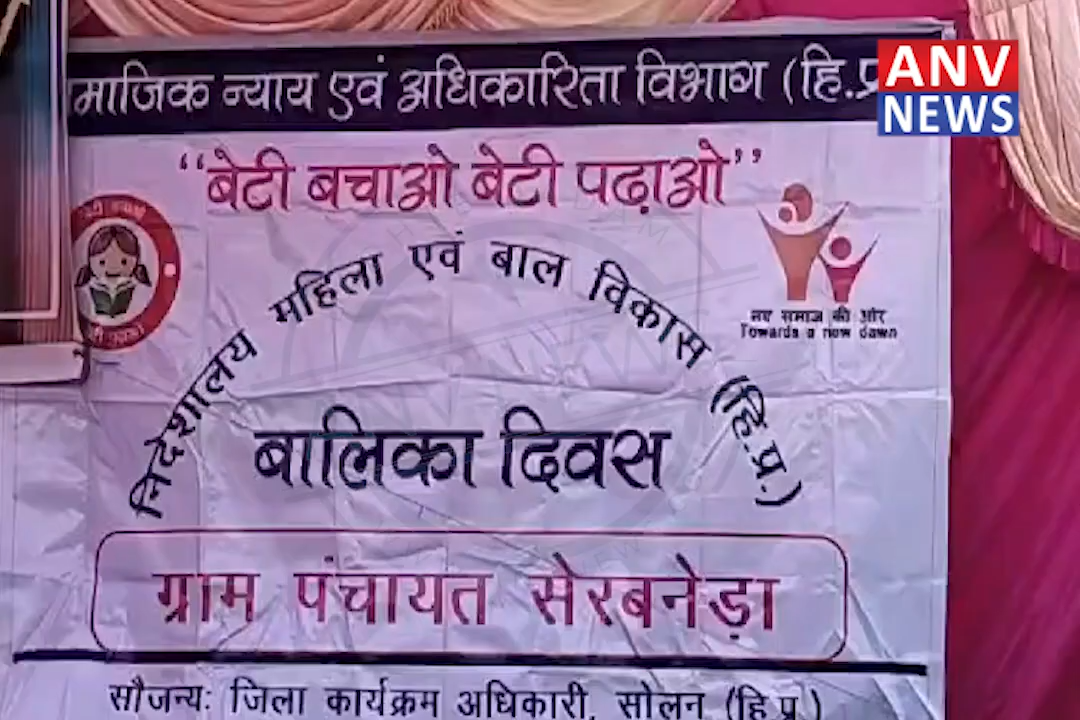 ANV
NEWS
माजिक न्याय एवं अधिकारिता विभाग (हि.प्र
“बेटी बचाओ बेटी पढ़ाओ”
निदेशालय महिला एवं बाल विकास (हि.प्र.)
नए समाज की ओर
Towards a new dawn
बालिका दिवस
ग्राम पंचायत सेरबनेड़ा
सौजन्य: जिला कार्यक्रम अधिकारी, सोलन (हि.प्र.)